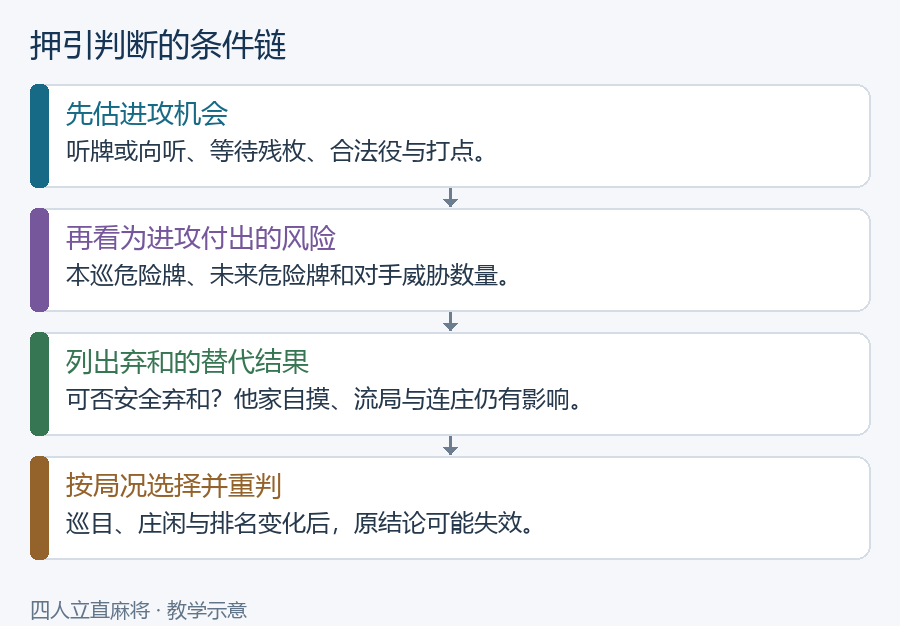 押引判断的条件链
先估进攻机会
听牌或向听、等待残枚、合法役与打点。
再看为进攻付出的风险
本巡危险牌、未来危险牌和对手威胁数量。
列出弃和的替代结果
可否安全弃和？他家自摸、流局与连庄仍有影响。
按局况选择并重判
巡目、庄闲与排名变化后，原结论可能失效。
四人立直麻将 · 教学示意